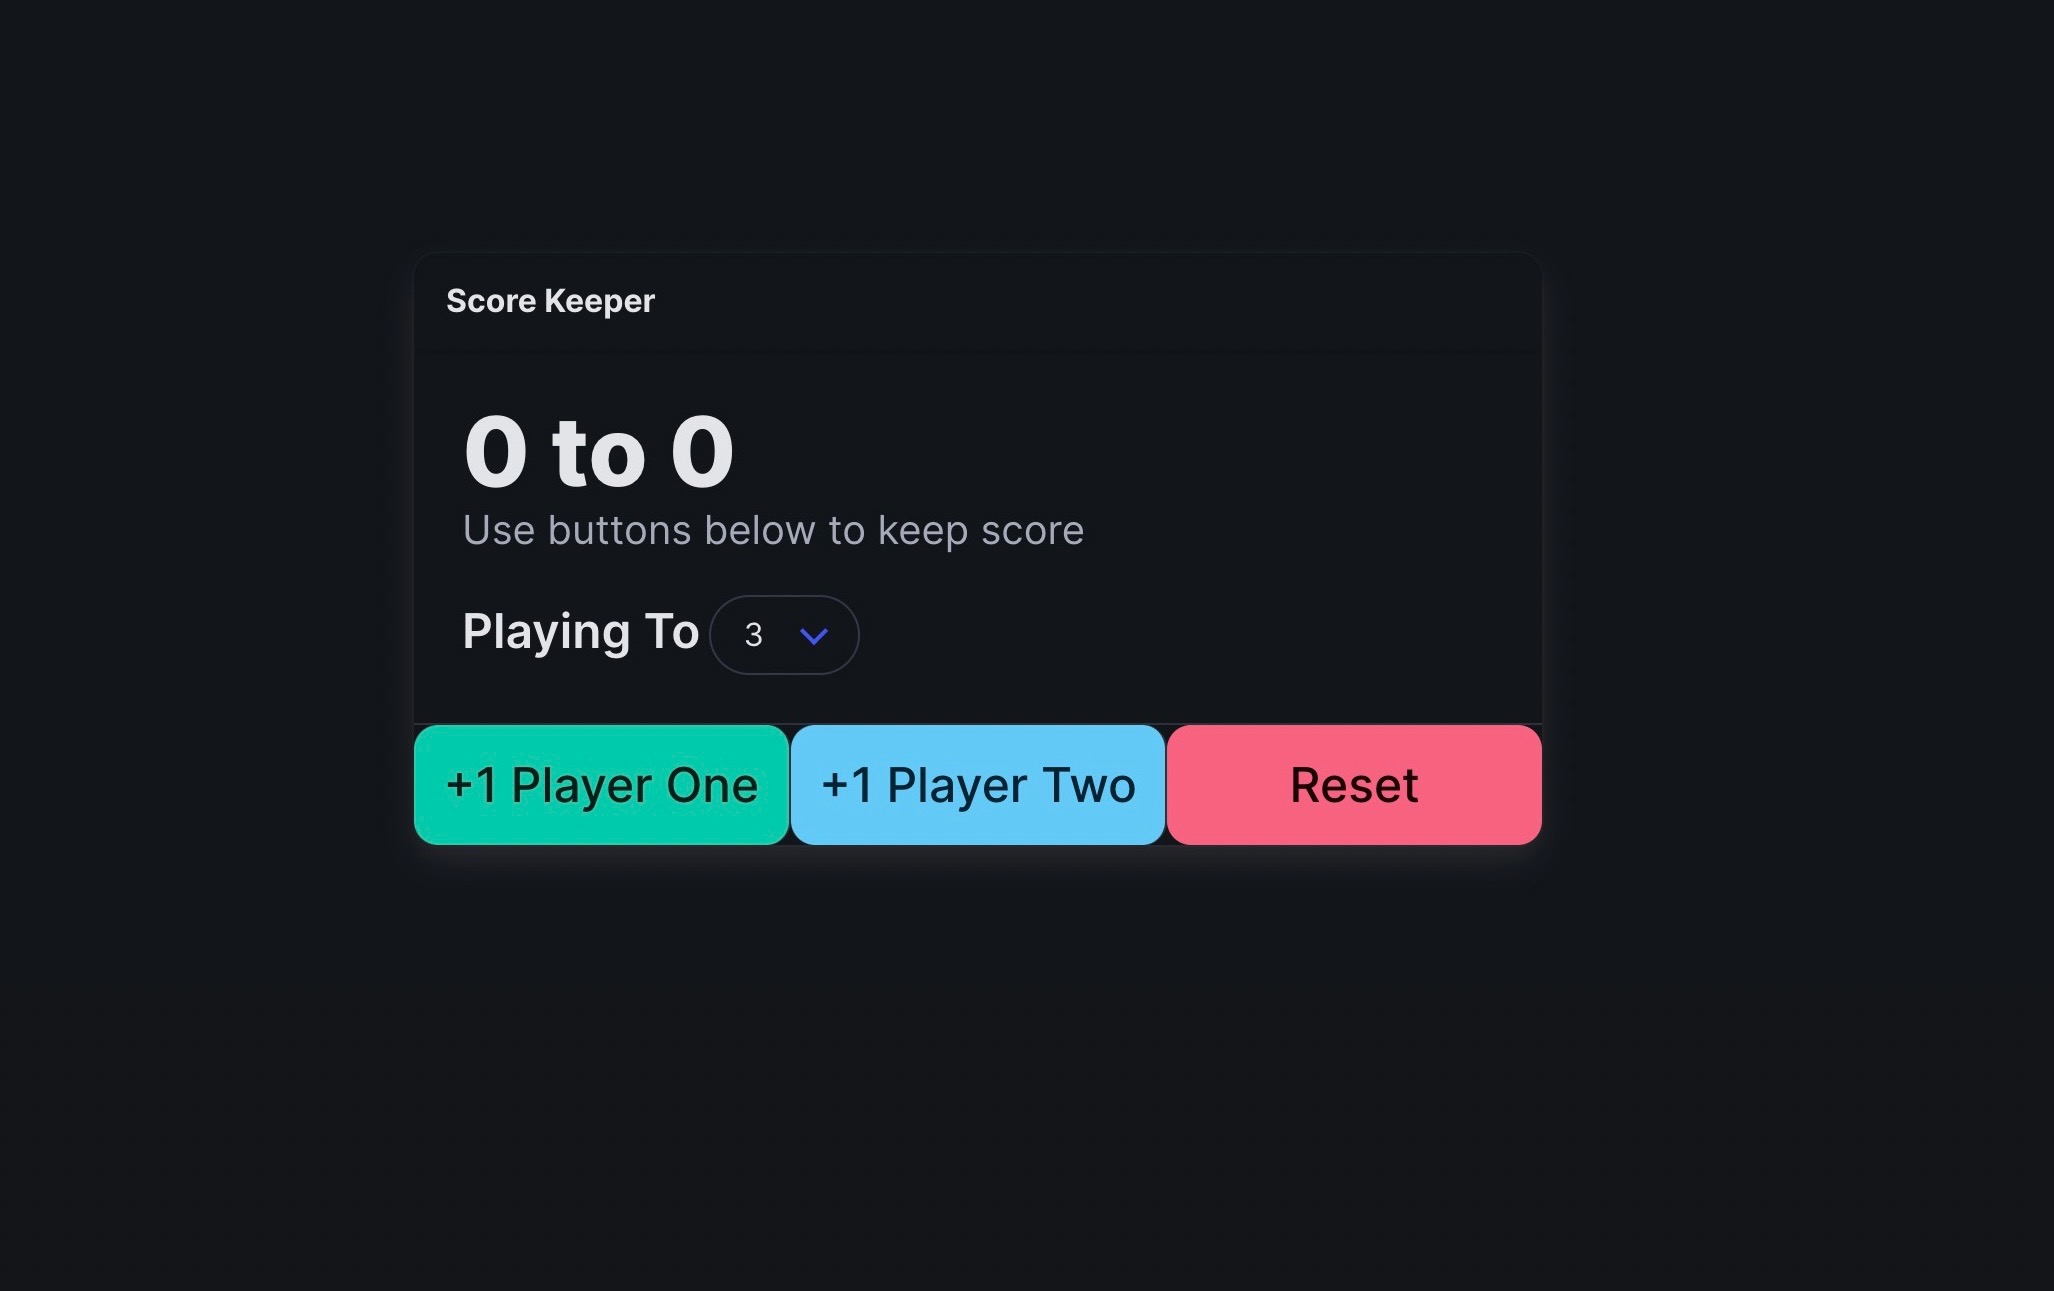 Score Keeper
0 to 0
Use buttons below to keep score
Playing To 3
+1 Player One +1 Player Two Reset